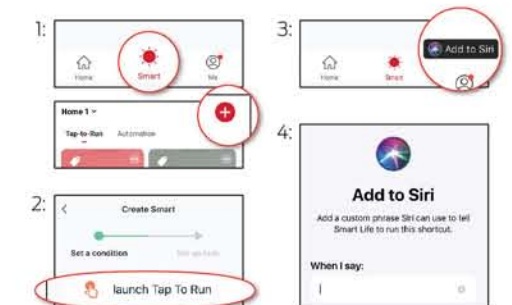 1:
Home
Smart
Me
Home 1
Tap-to-Run Automation
2:
Create Smart
Set a condition
launch Tap To Run
3:
Home
Smart
Add to Siri
4:
Add to Siri
Add a custom phrase Siri can use to tell
Smart Life to run this shortcut.
When I say: